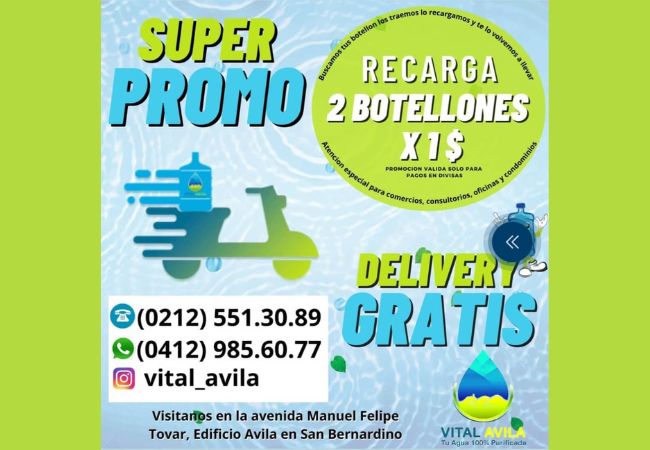 SUPER
PROMO
Buscamos tus botellon los traemos lo recargamos y te lo volvemos a llevar
RECARGA
2 BOTELLONES
X 1 $
PROMOCION VALIDA SOLO PARA
PAGOS EN DIVISAS
Atencion especial para comercios, consultorios, oficinas y condominios
DELIVERY
GRATIS
(0212) 551.30.89
(0412) 985.60.77
vital_avila
Visitanos en la avenida Manuel Felipe
Tovar, Edificio Avila en San Bernardino
VITAL AVILA
Tu Agua 100% Purificada